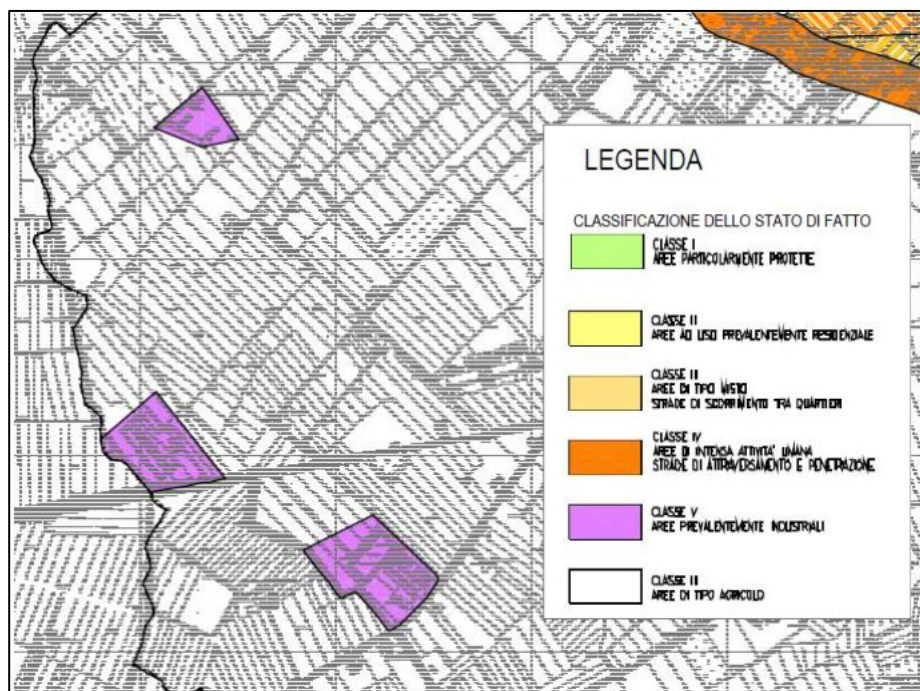 LEGENDA
CLASSIFICAZIONE DELLO STATO DI FATTO
CLASSE I
AREE PARTICOLARMENTE PROTETTE
CLASSE II
AREE AD USO PREVALENTEMENTE RESIDENZIALE
CLASSE III
AREE DI TIPO MISTO
STRADE DI SCORRIMENTO TRA QUARTIERI
CLASSE IV
AREE DI INTENSA ATTIVITA' UMANA
STRADE DI ATTRAVERSAMENTO E PENETRAZIONE
CLASSE V
AREE PREVALENTEMENTE INDUSTRIALI
CLASSE III
AREE DI TIPO AGRICOLO